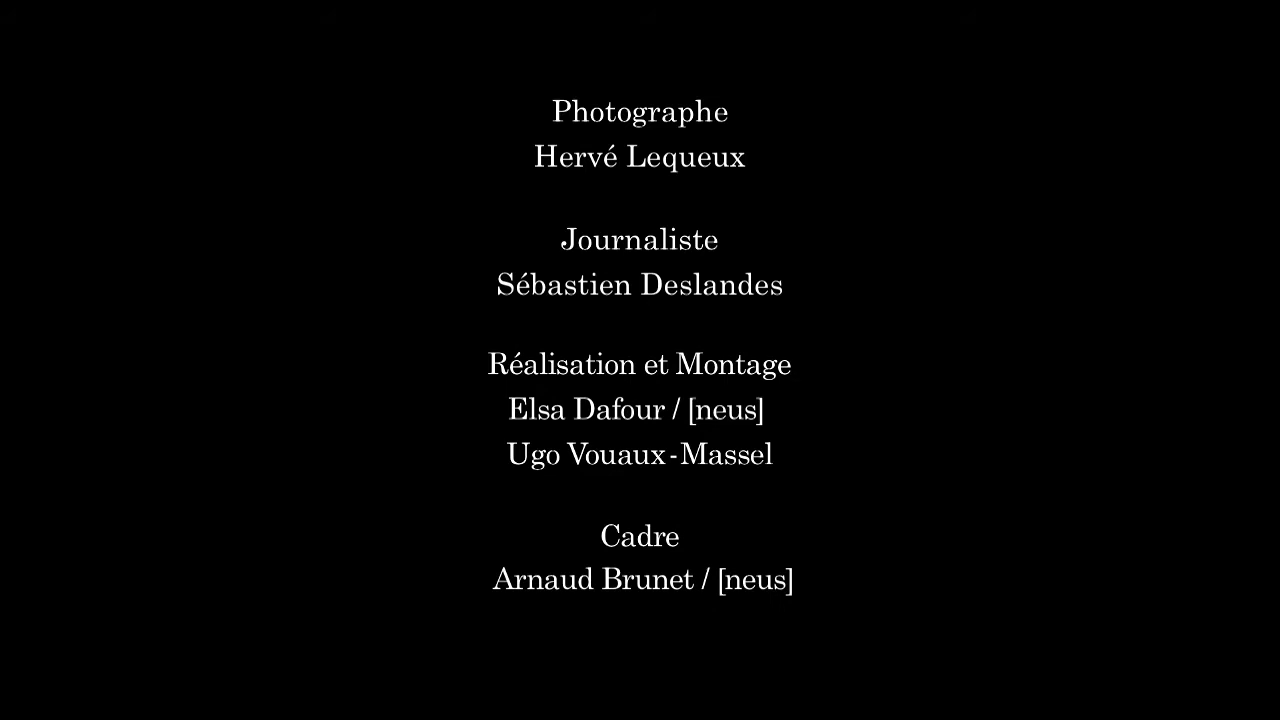 Photographe
Hervé Lequeux
Journaliste
Sébastien Deslandes
Réalisation et Montage
Elsa Dafour / [neus]
Ugo Vouaux-Massel
Cadre
Arnaud Brunet / [neus]